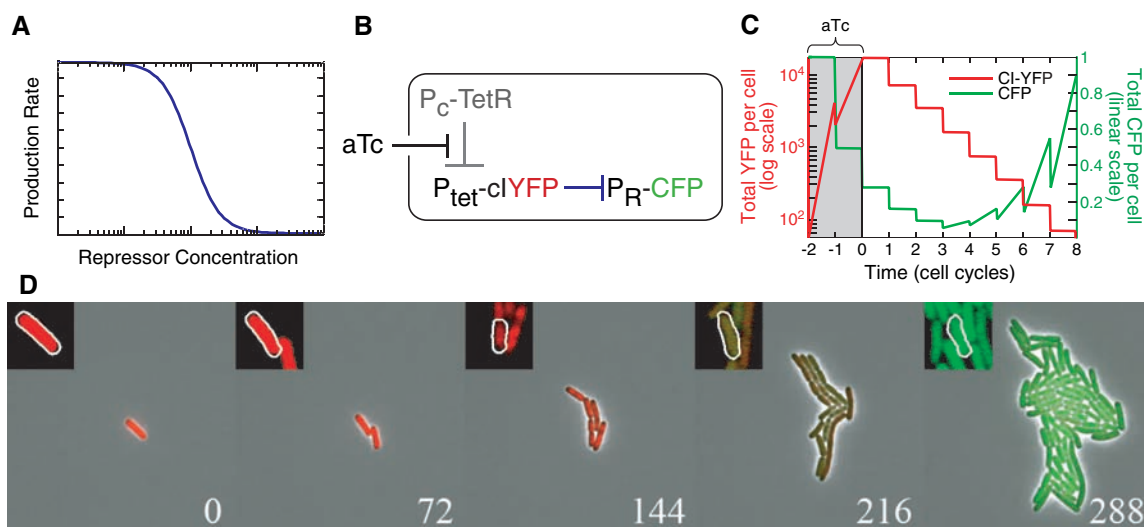 A
Production Rate
Repressor Concentration
B
Pc-TetR
aTc
Ptet-cIYFP
PR-CFP
C
aTc
Total YFP per cell
(log scale)
10^4
10^3
10^2
CI-YFP
CFP
1
0.8
0.6
0.4
0.2
Total CFP per cell
(linear scale)
-2 -1 0 1 2 3 4 5 6 7 8
Time (cell cycles)
D
0
72
144
216
288